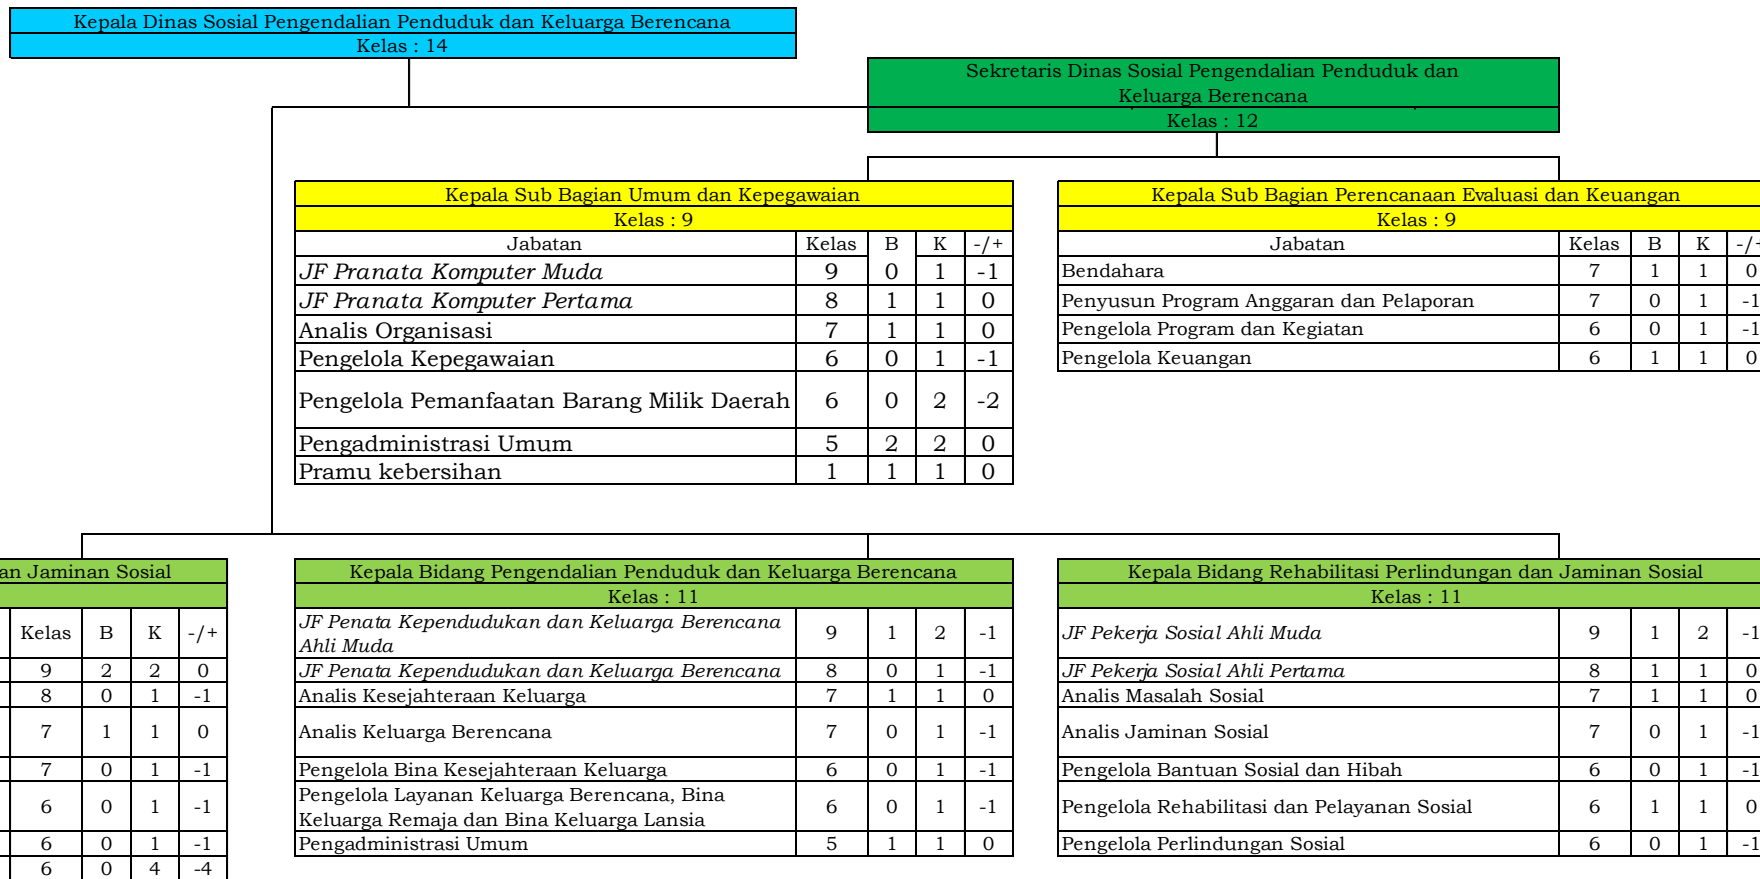 Kepala Dinas Sosial Pengendalian Penduduk dan Keluarga Berencana
Kelas : 14
Sekretaris Dinas Sosial Pengendalian Penduduk dan
Keluarga Berencana
Kelas : 12
Kepala Sub Bagian Umum dan Kepegawaian
Kelas : 9
Jabatan Kelas B K -/+
JF Pranata Komputer Muda 9 0 1 -1
JF Pranata Komputer Pertama 8 1 1 0
Analis Organisasi 7 1 1 0
Pengelola Kepegawaian 6 0 1 -1
Pengelola Pemanfaatan Barang Milik Daerah 6 0 2 -2
Pengadministrasi Umum 5 2 2 0
Pramu kebersihan 1 1 1 0
Kepala Sub Bagian Perencanaan Evaluasi dan Keuangan
Kelas : 9
Jabatan Kelas B K -/+
Bendahara 7 1 1 0
Penyusun Program Anggaran dan Pelaporan 7 0 1 -1
Pengelola Program dan Kegiatan 6 0 1 -1
Pengelola Keuangan 6 1 1 0
an Jaminan Sosial
Kelas B K -/+
9 2 2 0
8 0 1 -1
7 1 1 0
7 0 1 -1
6 0 1 -1
6 0 1 -1
6 0 4 -4
Kepala Bidang Pengendalian Penduduk dan Keluarga Berencana
Kelas : 11
JF Penata Kependudukan dan Keluarga Berencana
Ahli Muda 9 1 2 -1
JF Penata Kependudukan dan Keluarga Berencana 8 0 1 -1
Analis Kesejahteraan Keluarga 7 1 1 0
Analis Keluarga Berencana 7 0 1 -1
Pengelola Bina Kesejahteraan Keluarga 6 0 1 -1
Pengelola Layanan Keluarga Berencana, Bina
Keluarga Remaja dan Bina Keluarga Lansia 6 0 1 -1
Pengadministrasi Umum 5 1 1 0
Kepala Bidang Rehabilitasi Perlindungan dan Jaminan Sosial
Kelas : 11
JF Pekerja Sosial Ahli Muda 9 1 2 -1
JF Pekerja Sosial Ahli Pertama 8 1 1 0
Analis Masalah Sosial 7 1 1 0
Analis Jaminan Sosial 7 0 1 -1
Pengelola Bantuan Sosial dan Hibah 6 0 1 -1
Pengelola Rehabilitasi dan Pelayanan Sosial 6 1 1 0
Pengelola Perlindungan Sosial 6 0 1 -1